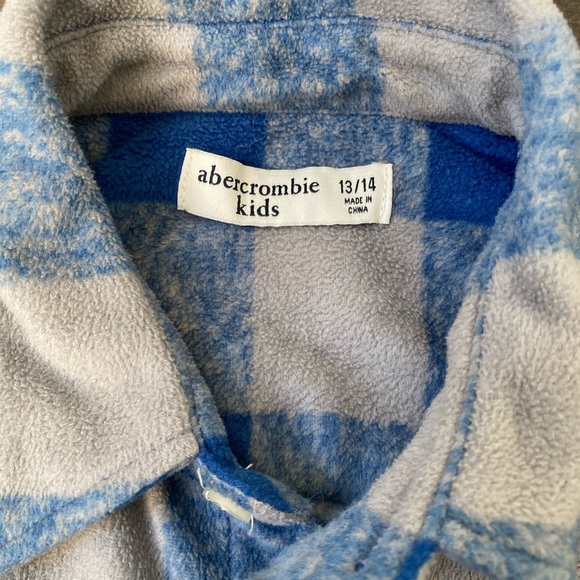 abercrombie
kids
13/14
MADE IN
CHINA